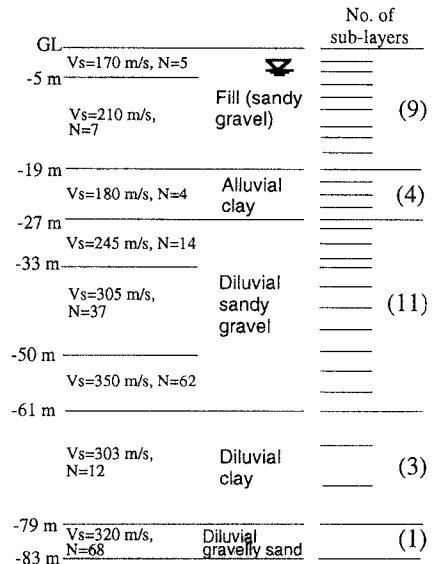 No. of
sub-layers
GL
Vs=170 m/s, N=5
-5 m
Fill (sandy
gravel)
Vs=210 m/s,
N=7
(9)
-19 m
Vs=180 m/s, N=4
Alluvial
clay
(4)
-27 m
Vs=245 m/s, N=14
-33 m
Vs=305 m/s,
N=37
Diluvial
sandy
gravel
(11)
-50 m
Vs=350 m/s, N=62
-61 m
Vs=303 m/s,
N=12
Diluvial
clay
(3)
-79 m
Vs=320 m/s,
N=68
Diluvial
gravelly sand
(1)
-83 m